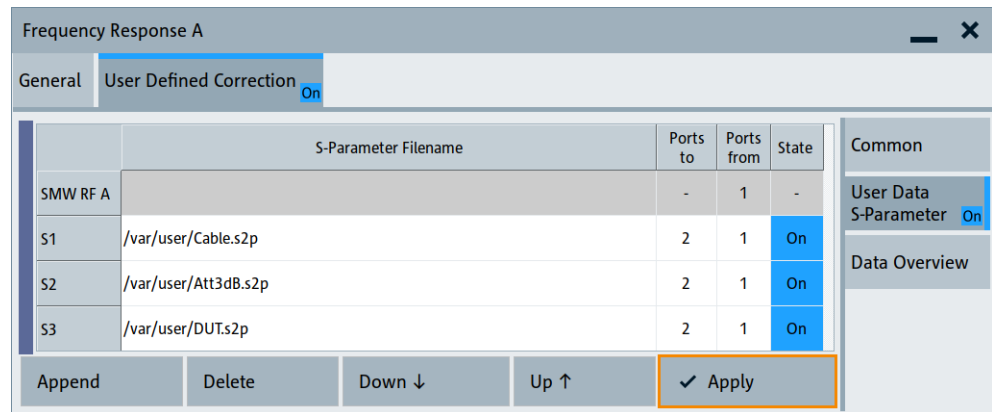 Frequency Response A
General
User Defined Correction On
S-Parameter Filename
Ports to
Ports from
State
SMW RF A - 1 -
S1 /var/user/Cable.s2p 2 1 On
S2 /var/user/Att3dB.s2p 2 1 On
S3 /var/user/DUT.s2p 2 1 On
Common
User Data
S-Parameter On
Data Overview
Append Delete Down ↓ Up ↑ ✓ Apply